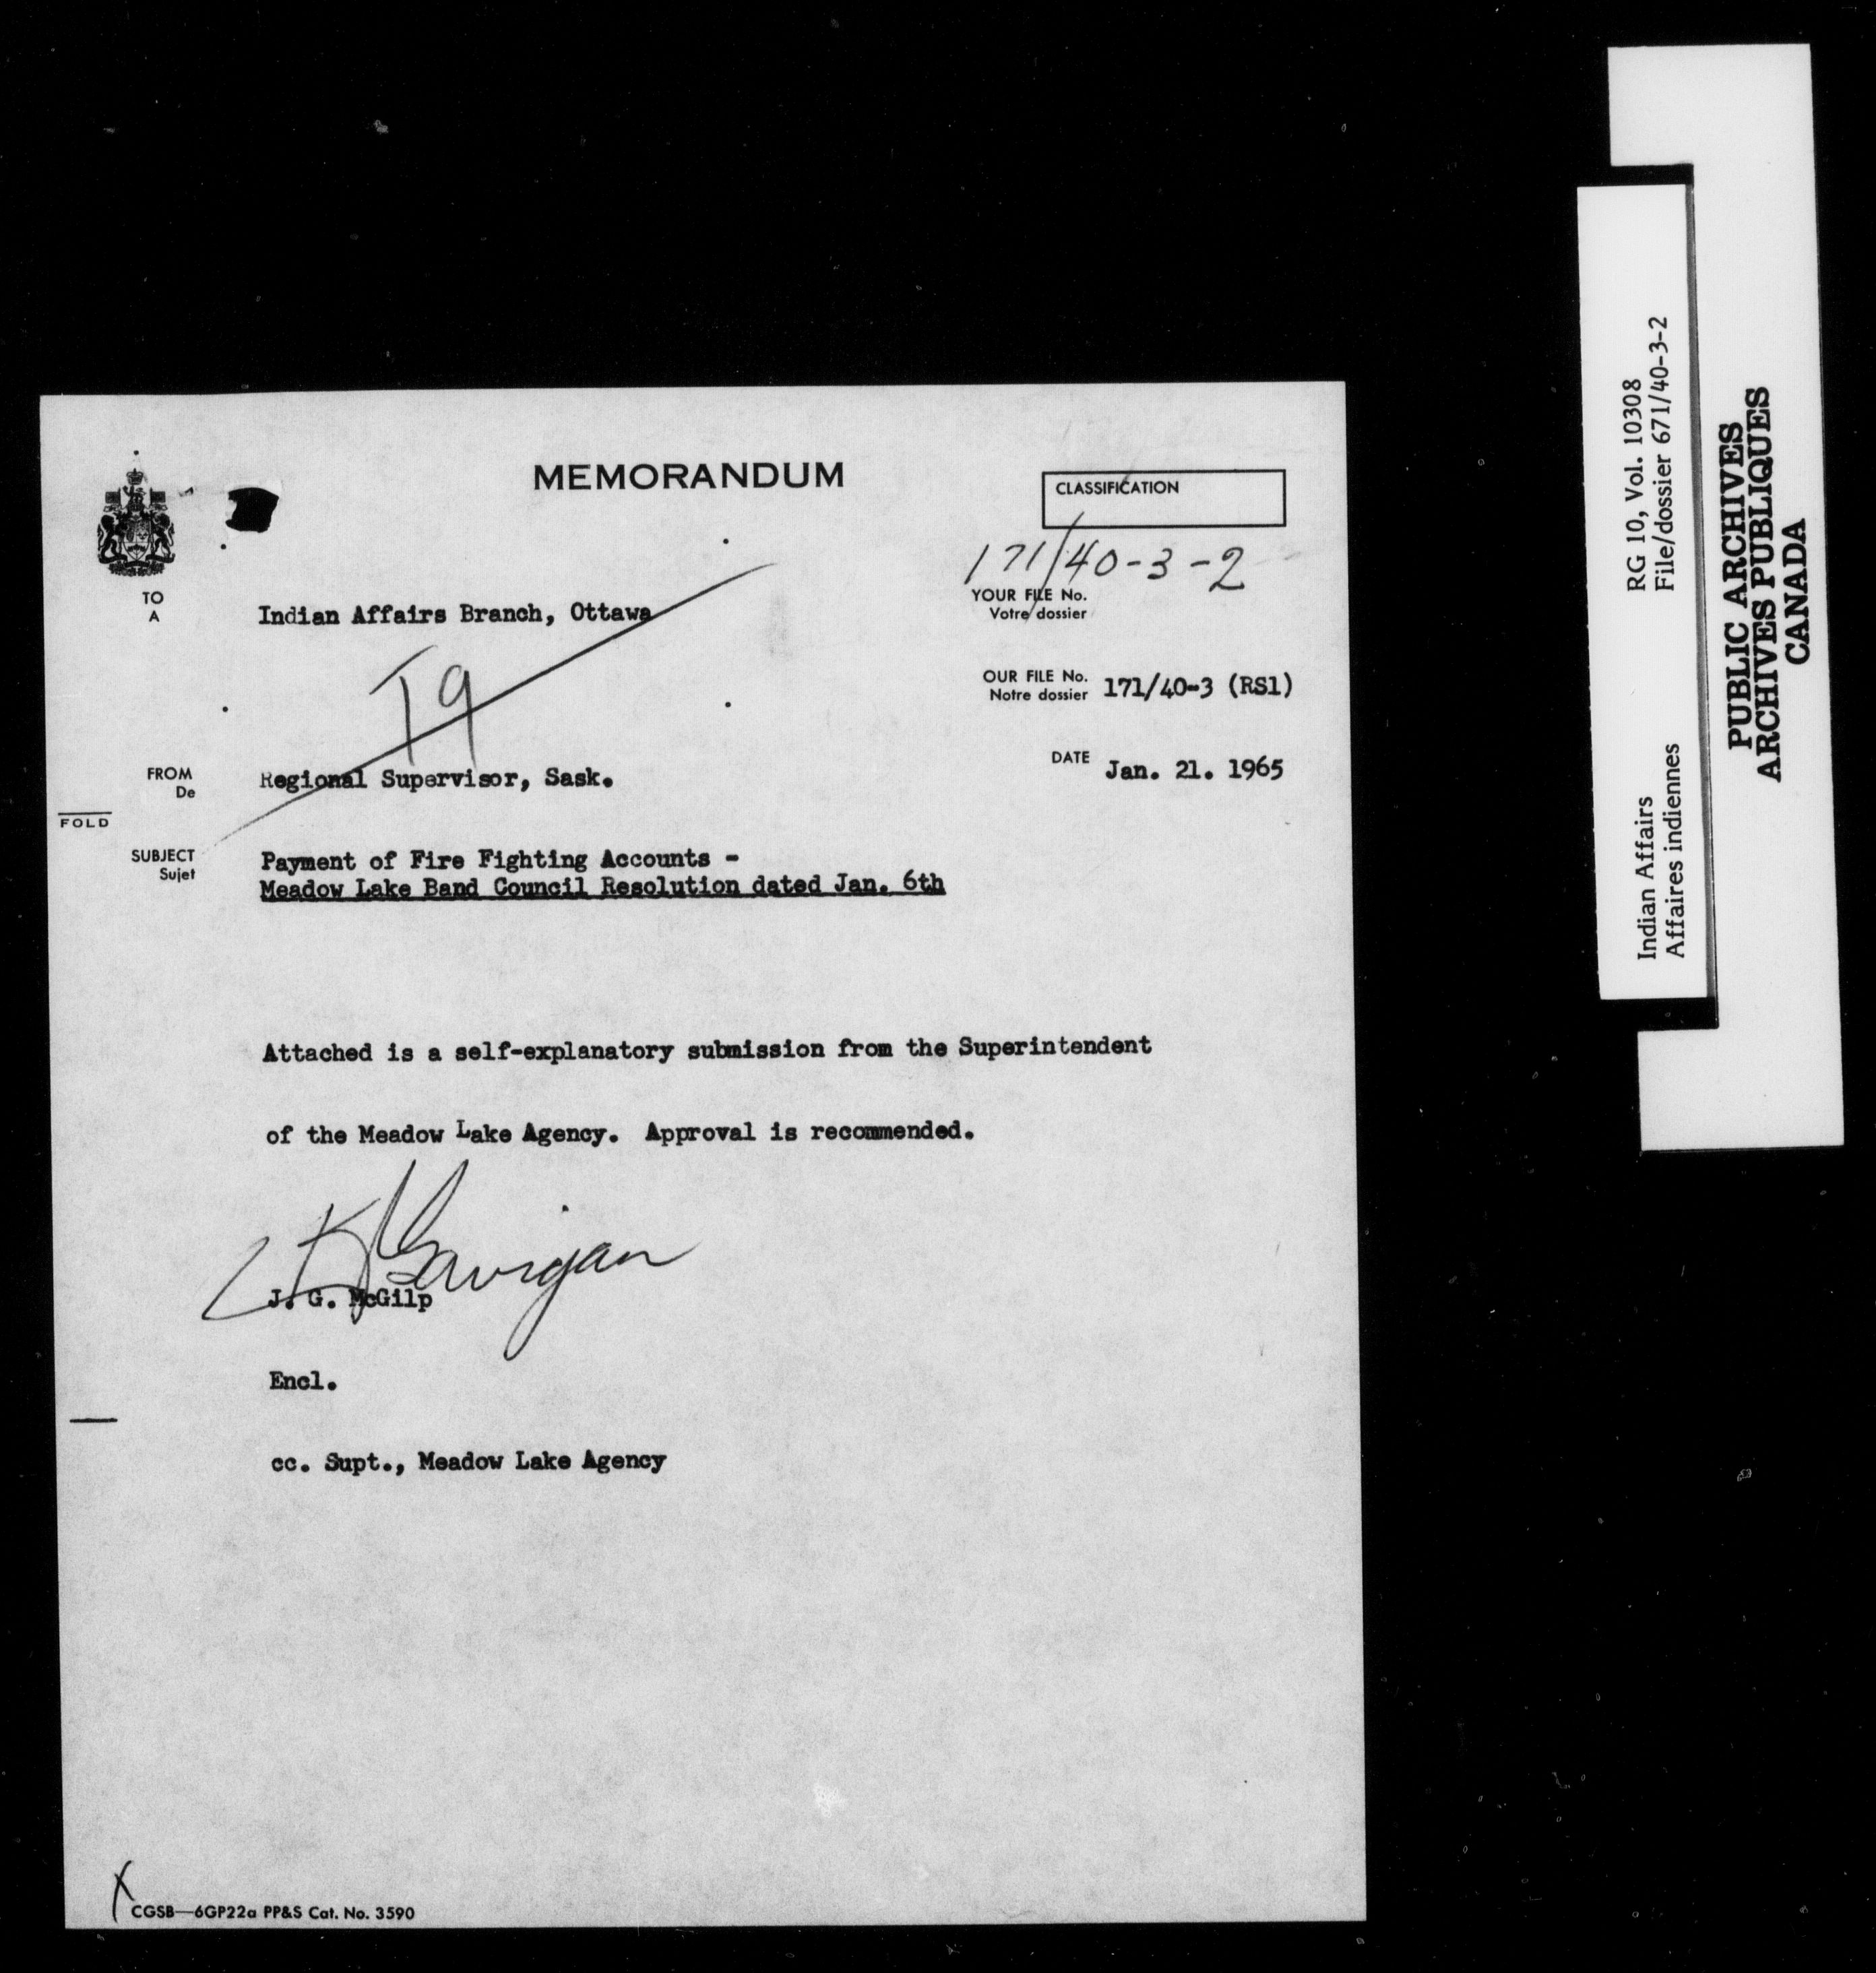 MEMORANDUM
CLASSIFICATION
171/40-3-2
YOUR FILE No.
Votre dossier
TO
A
Indian Affairs Branch, Ottawa
OUR FILE No.
Notre dossier
171/40-3 (RS1)
DATE
Jan. 21. 1965
FROM
De
Regional Supervisor, Sask.
FOLD
SUBJECT
Sujet
Payment of Fire Fighting Accounts -
Meadow Lake Band Council Resolution dated Jan. 6th
Attached is a self-explanatory submission from the Superintendent
of the Meadow Lake Agency. Approval is recommended.
J. G. McGilp
Encl.
cc. Supt., Meadow Lake Agency
CGSB—6GP22a PP&S Cat. No. 3590
Indian Affairs RG 10, Vol. 10308
Affaires indiennes File/dossier 671/40-3-2
PUBLIC ARCHIVES
ARCHIVES PUBLIQUES
CANADA